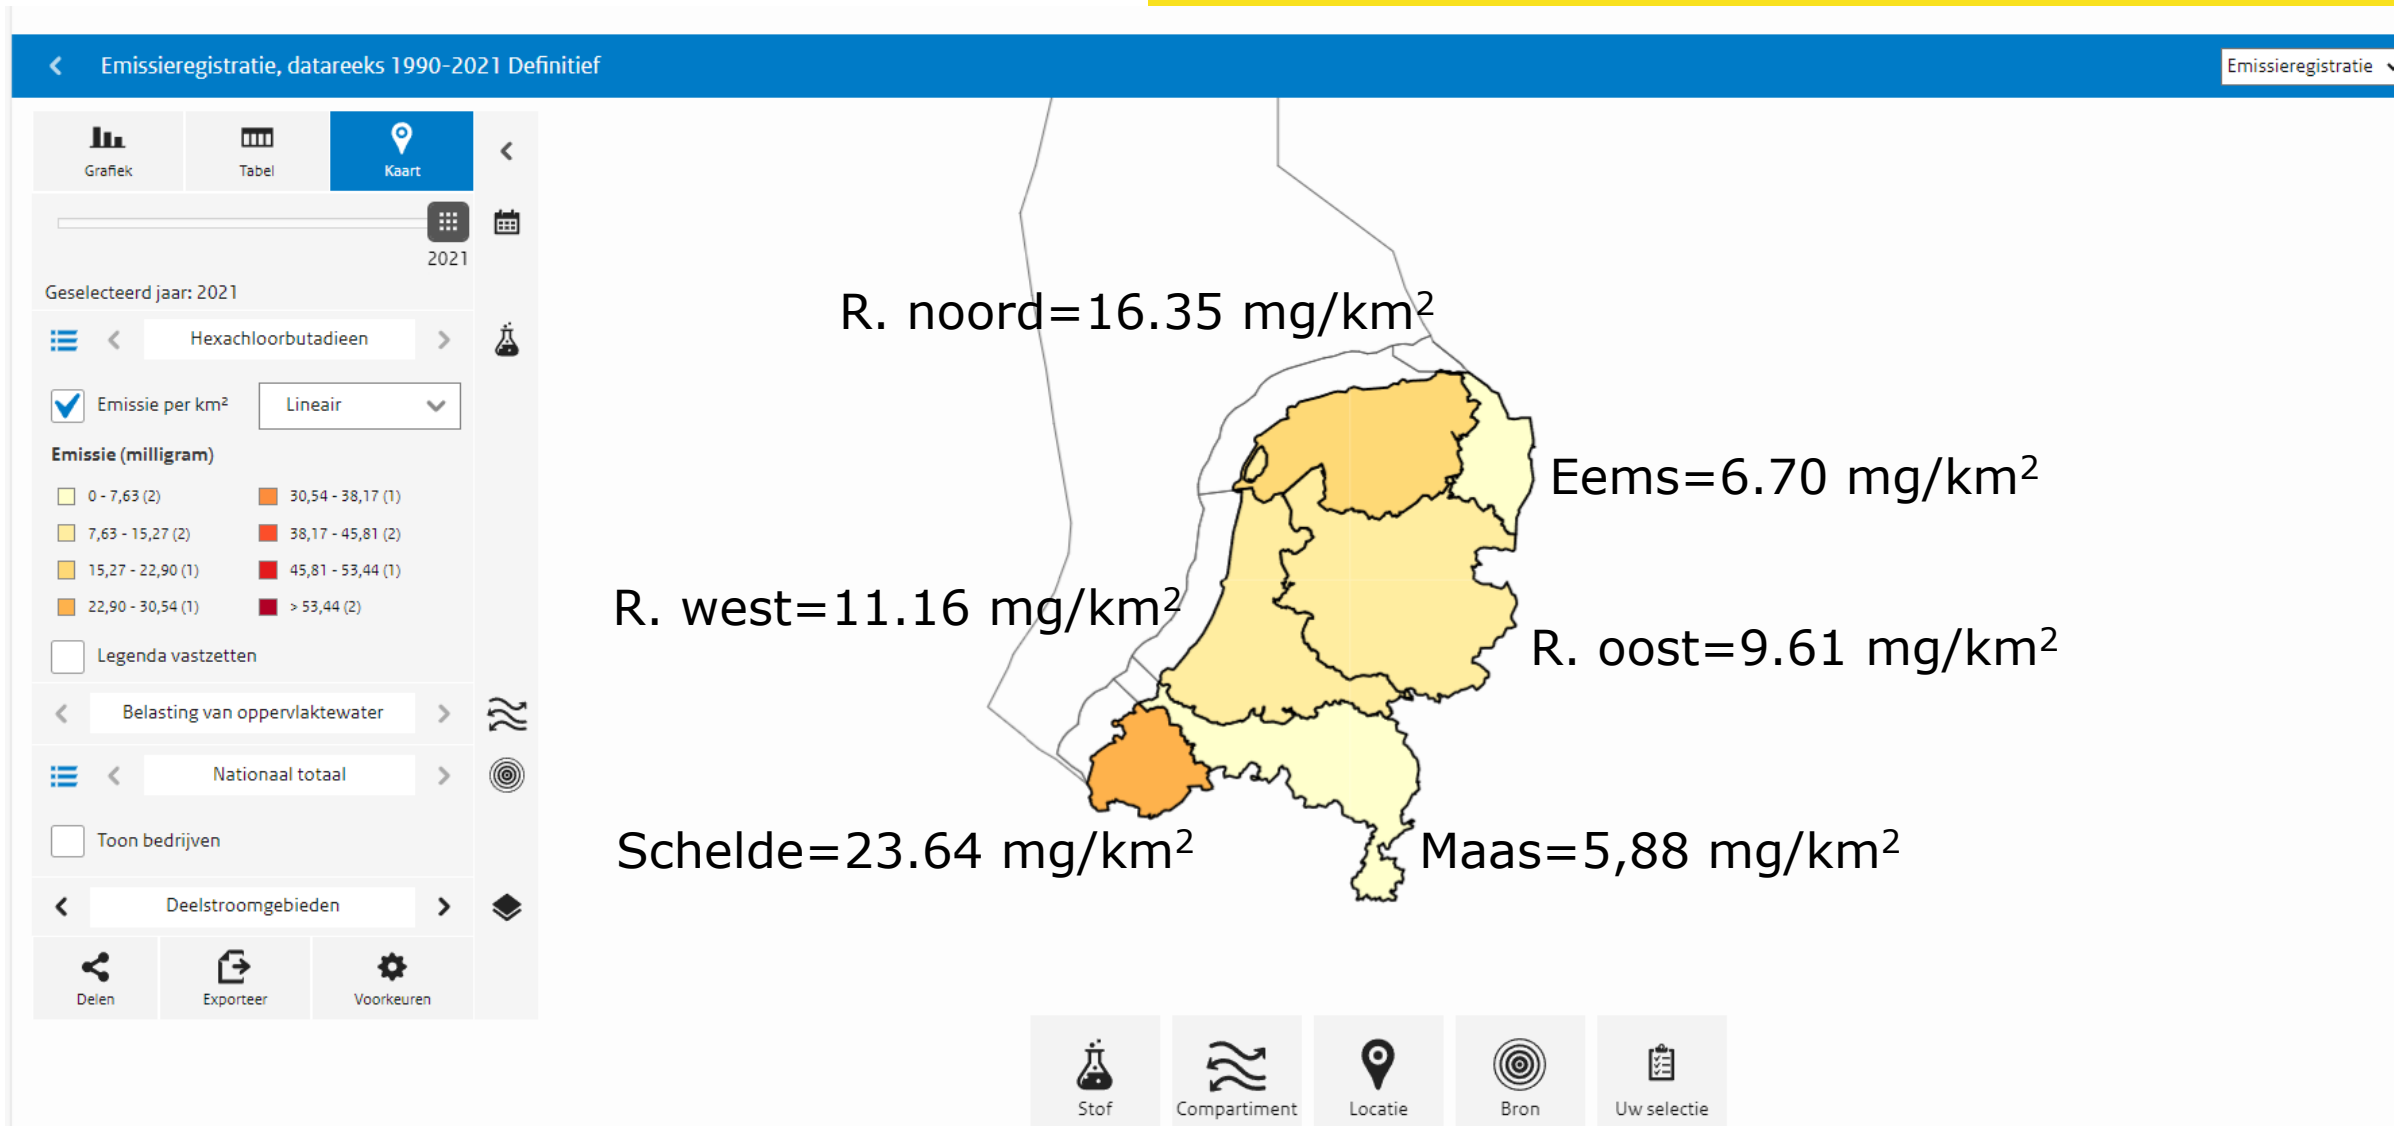 Emissieregistratie, datareeks 1990-2021 Definitief
Emissieregistratie
Grafiek
Tabel
Kaart
2021
Geselecteerd jaar: 2021
Hexachloorbutadieen
Emissie per km²
Lineair
Emissie (milligram)
0 - 7,63 (2)
30,54 - 38,17 (1)
7,63 - 15,27 (2)
38,17 - 45,81 (2)
15,27 - 22,90 (1)
45,81 - 53,44 (1)
22,90 - 30,54 (1)
> 53,44 (2)
Legenda vastzetten
Belasting van oppervlaktewater
Nationaal totaal
Toon bedrijven
Deelstroomgebieden
Delen
Exporteer
Voorkeuren
R. noord=16.35 mg/km²
Eems=6.70 mg/km²
R. west=11.16 mg/km²
R. oost=9.61 mg/km²
Schelde=23.64 mg/km²
Maas=5,88 mg/km²
Stof
Compartiment
Locatie
Bron
Uw selectie